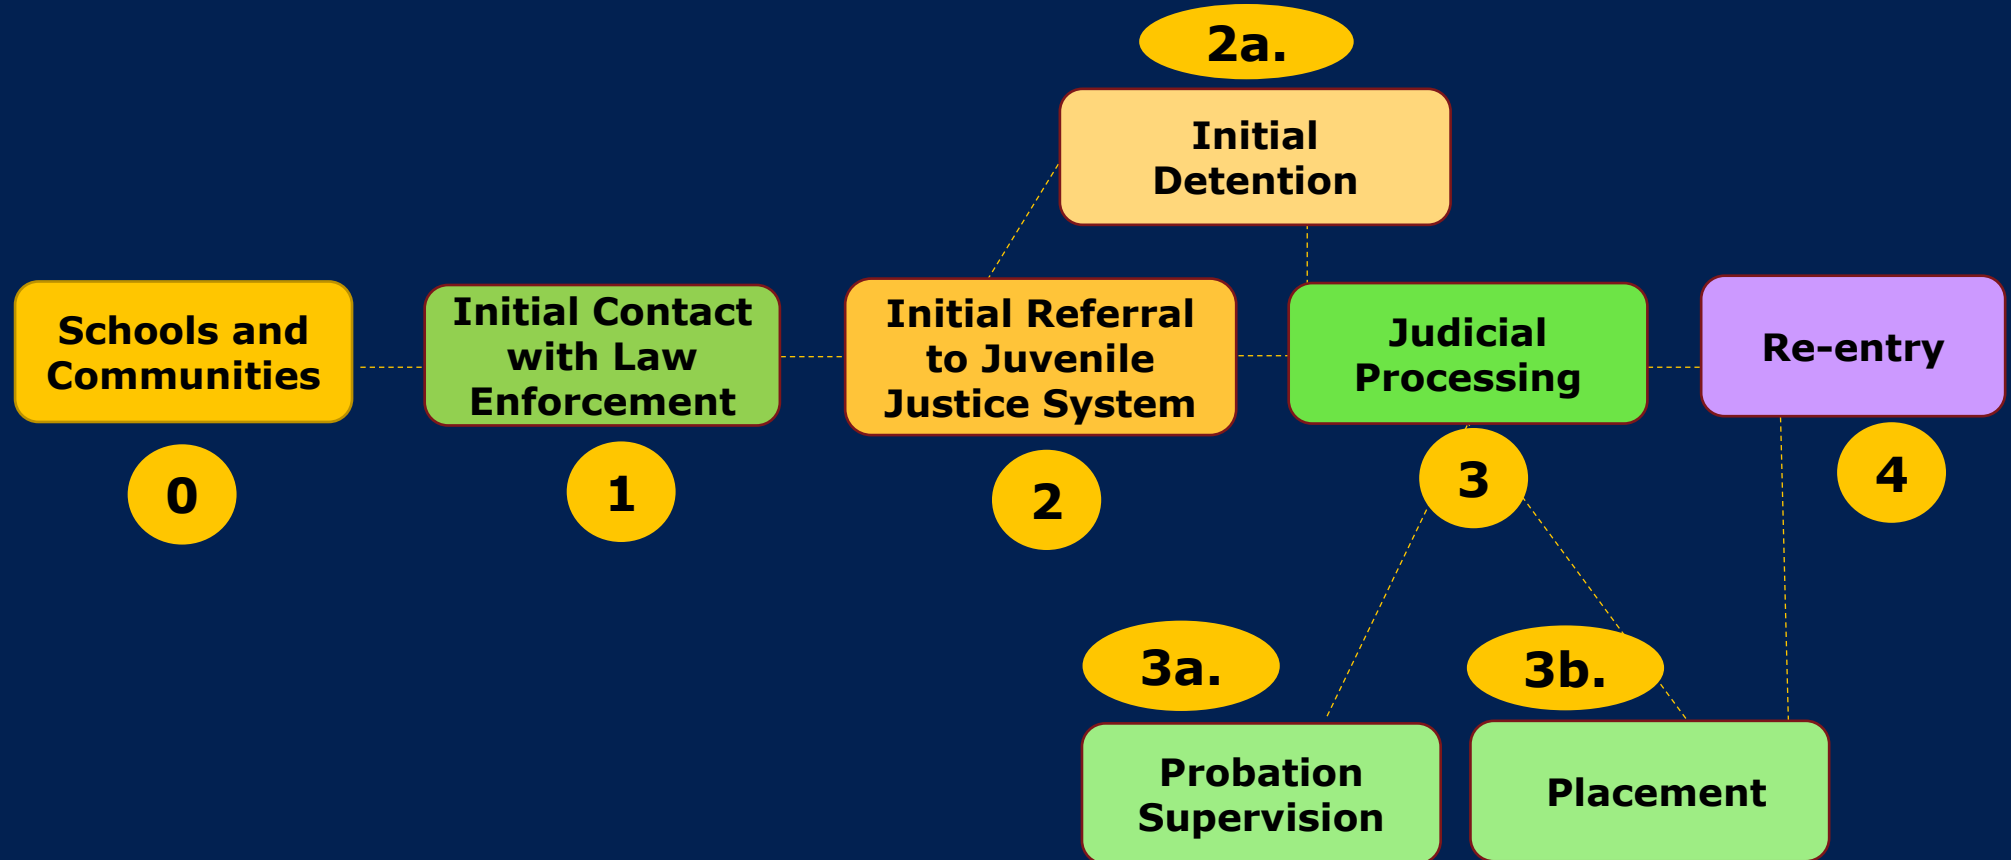 2a.
Initial
Detention
Schools and
Communities
0
Initial Contact
with Law
Enforcement
1
Initial Referral
to Juvenile
Justice System
2
Judicial
Processing
3
Re-entry
4
3a.
Probation
Supervision
3b.
Placement